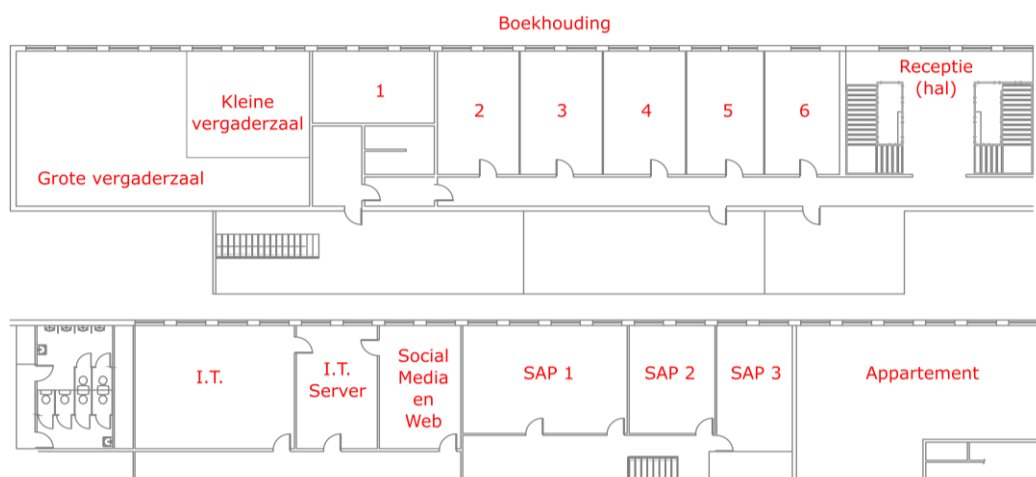 Boekhouding
Receptie
(hal)
Kleine
vergaderzaal
1
2
3
4
5
6
Grote vergaderzaal
I.T.
I.T.
Server
Social
Media
en
Web
SAP 1
SAP 2
SAP 3
Appartement